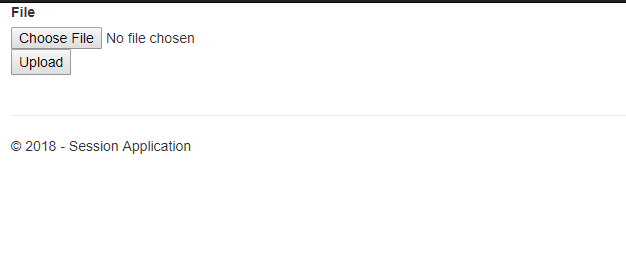 File
Choose File No file chosen
Upload
© 2018 - Session Application